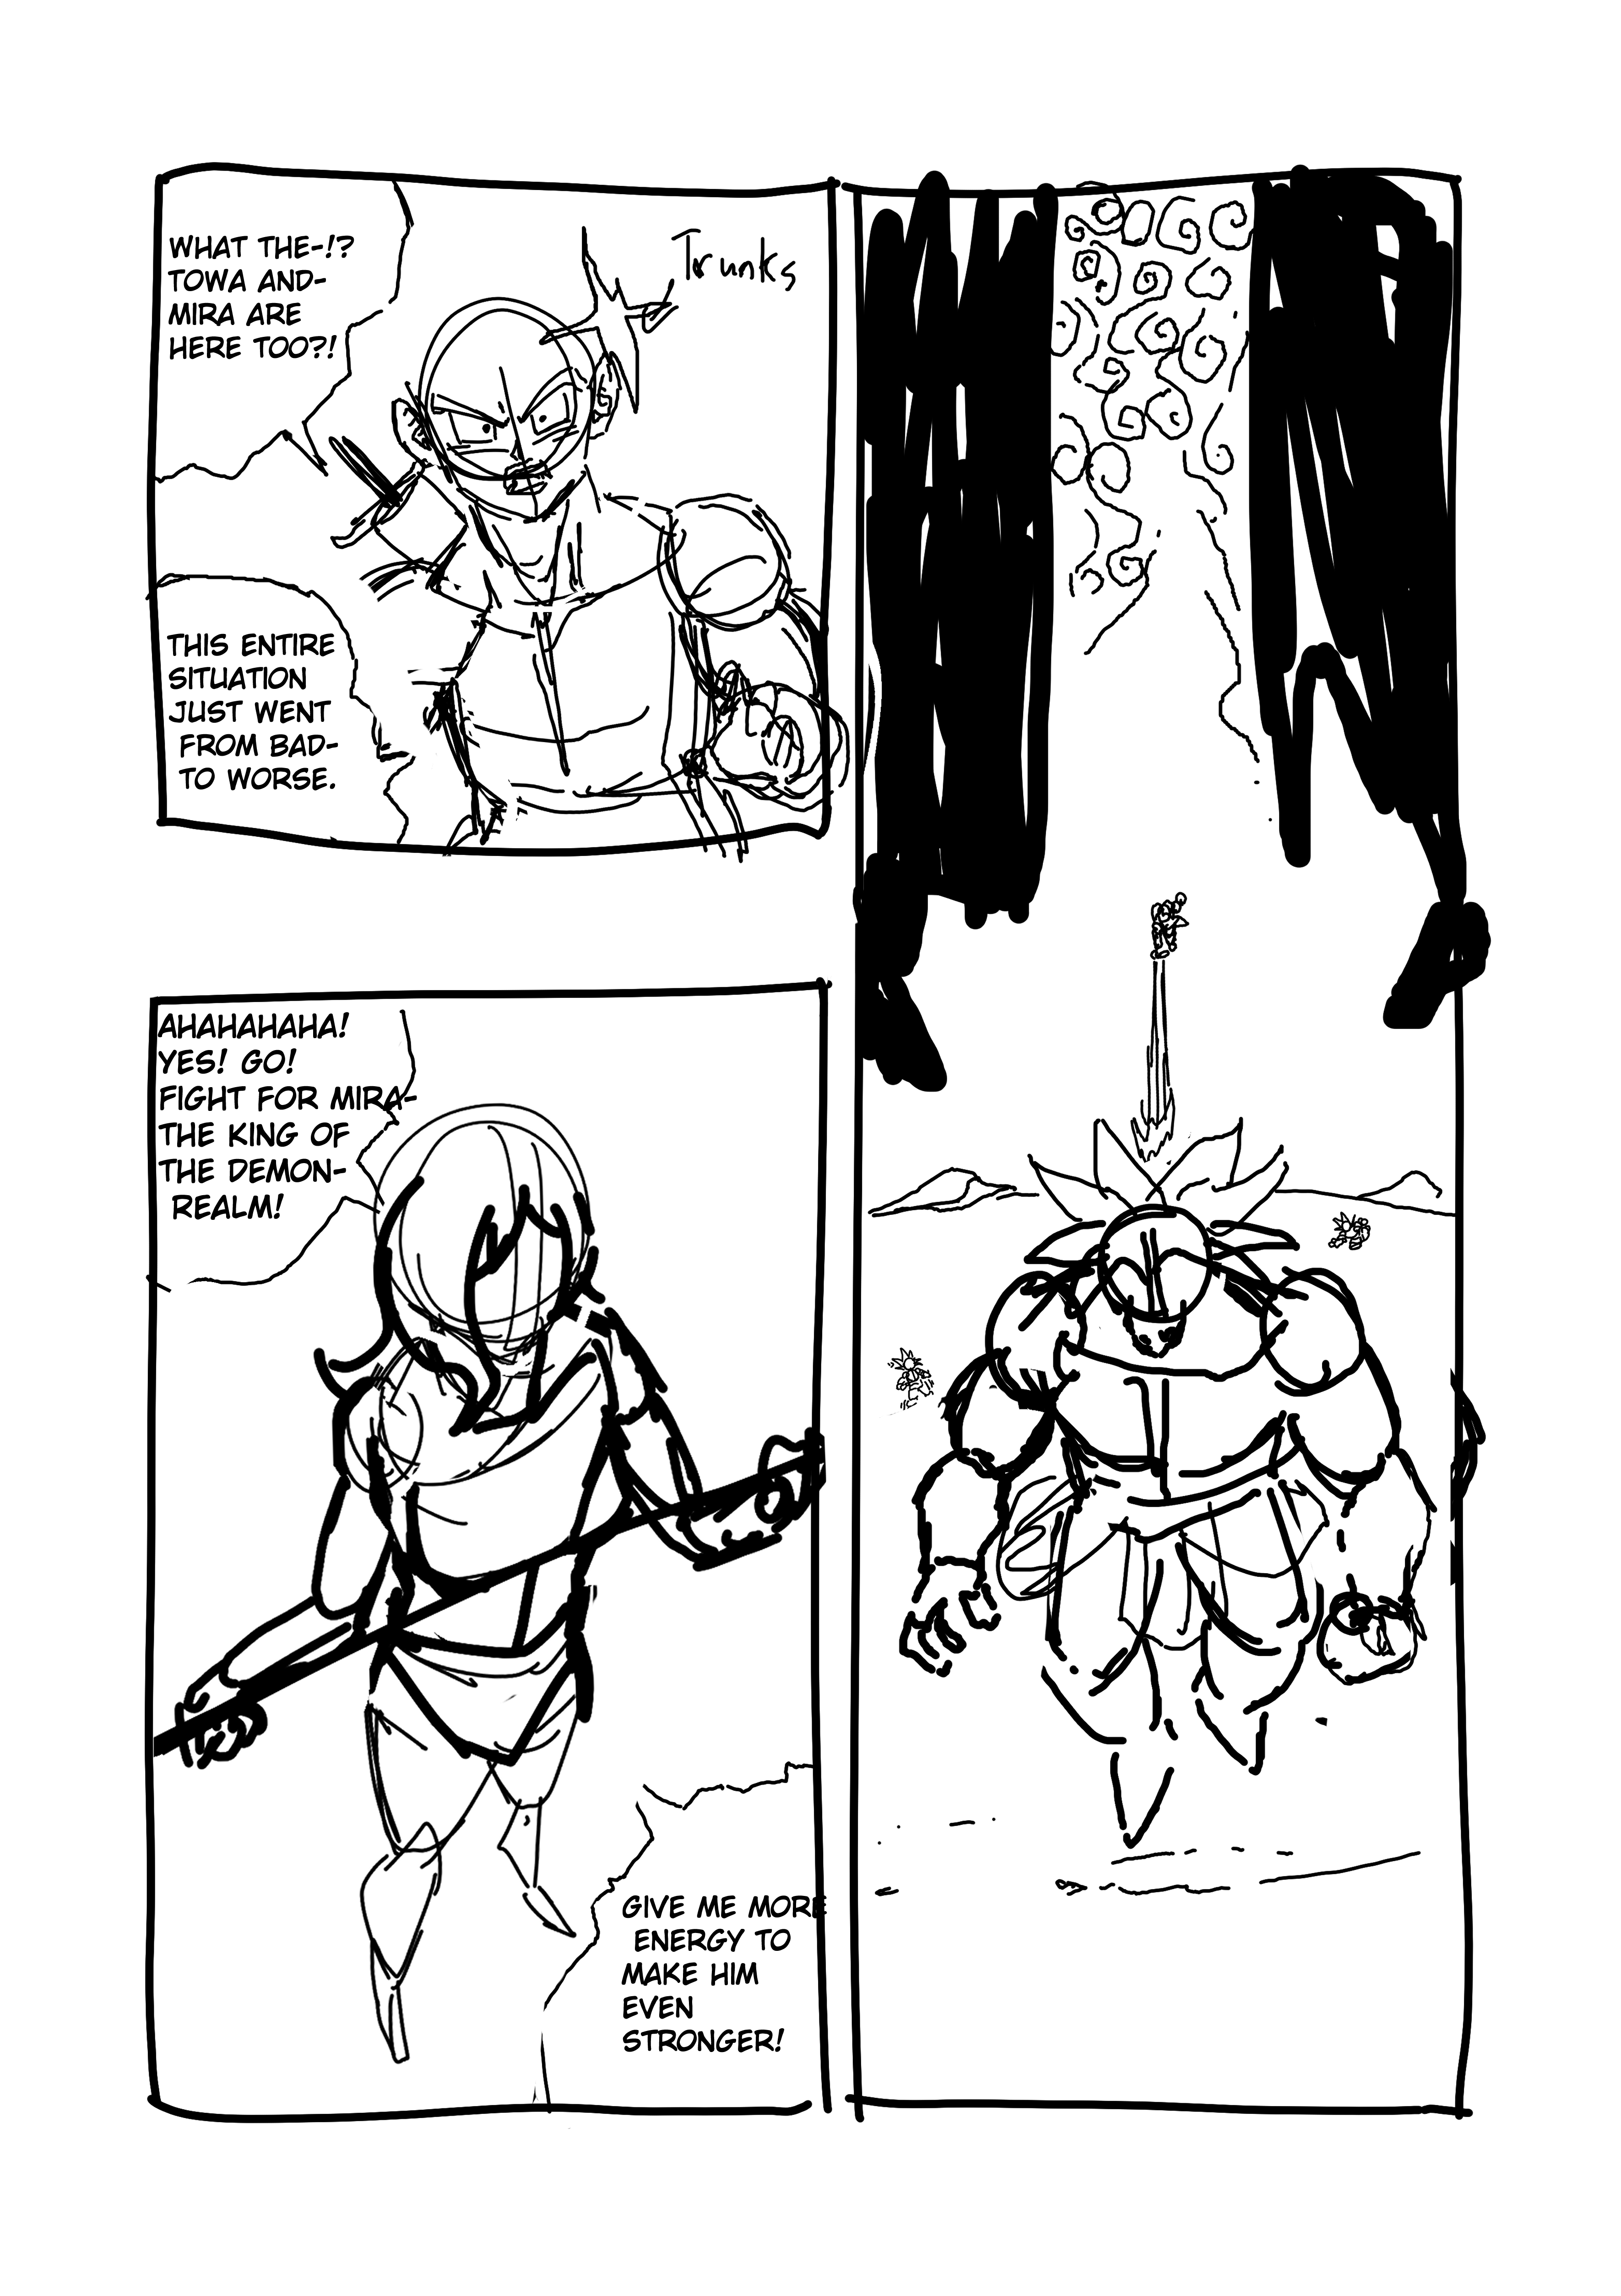 WHAT THE-!?
TOWA AND-
MIRA ARE
HERE TOO?!
Trunks
THIS ENTIRE
SITUATION
JUST WENT
FROM BAD-
TO WORSE.
AHAHAHAHA!
YES! GO!
FIGHT FOR MIRA-
THE KING OF
THE DEMON-
REALM!
GIVE ME MORE
ENERGY TO
MAKE HIM
EVEN
STRONGER!